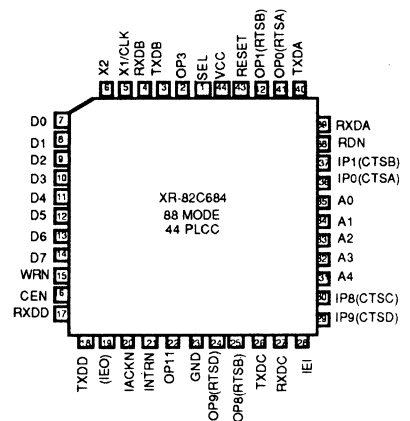 X2
X1/CLK
RXDB
TXDB
OP3
SEL
VCC
RESET
OP1(RTSB)
OP0(RTSA)
TXDA
6
5
4
3
2
1
44
43
42
41
40
D0 7
D1 8
D2 9
D3 10
D4 11
D5 12
D6 13
D7 14
WRN 15
CEN 6
RXDD 17
XR-82C684
88 MODE
44 PLCC
39 RXDA
38 RDN
37 IP1(CTSB)
36 IP0(CTSA)
35 A0
34 A1
33 A2
32 A3
31 A4
30 IP8(CTSC)
29 IP9(CTSD)
18
19
20
21
22
23
24
25
26
27
28
TXDD
(IEO)
IACKN
INTRN
OP11
GND
OP9(RTSD)
OP8(RTSB)
TXDC
RXDC
IEI